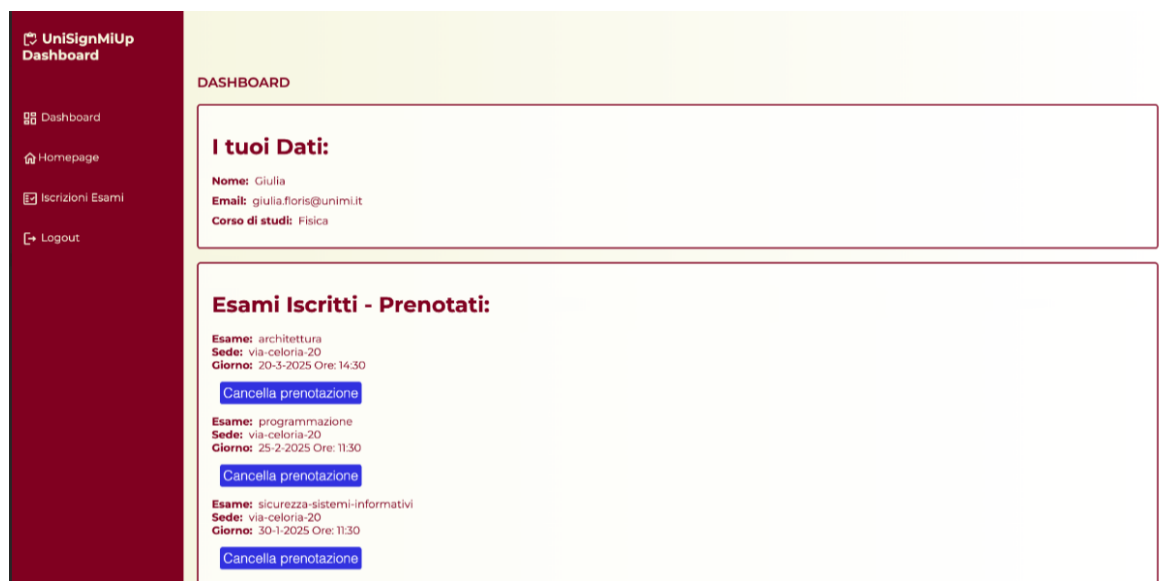 UniSignMiUp
Dashboard
Dashboard
Homepage
Iscrizioni Esami
Logout
DASHBOARD
I tuoi Dati:
Nome: Giulia
Email: giulia.floris@unimi.it
Corso di studi: Fisica
Esami Iscritti - Prenotati:
Esame: architettura
Sede: via-celoria-20
Giorno: 20-3-2025 Ore: 14:30
Cancella prenotazione
Esame: programmazione
Sede: via-celoria-20
Giorno: 25-2-2025 Ore: 11:30
Cancella prenotazione
Esame: sicurezza-sistemi-informativi
Sede: via-celoria-20
Giorno: 30-1-2025 Ore: 11:30
Cancella prenotazione